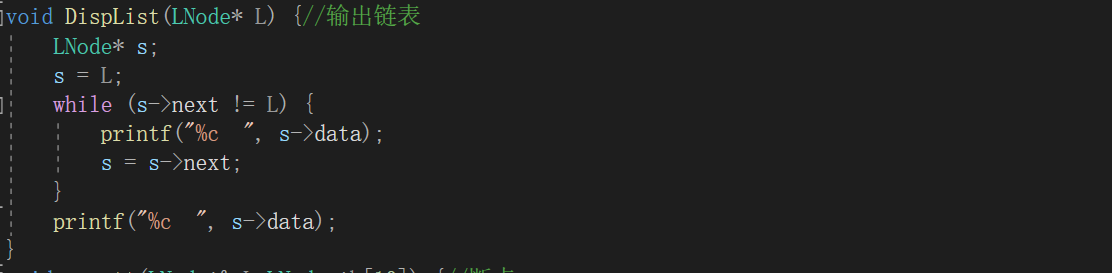 void DispList(LNode* L) {//输出链表
    LNode* s;
    s = L;
    while (s->next != L) {
        printf("%c  ", s->data);
        s = s->next;
    }
    printf("%c  ", s->data);
}